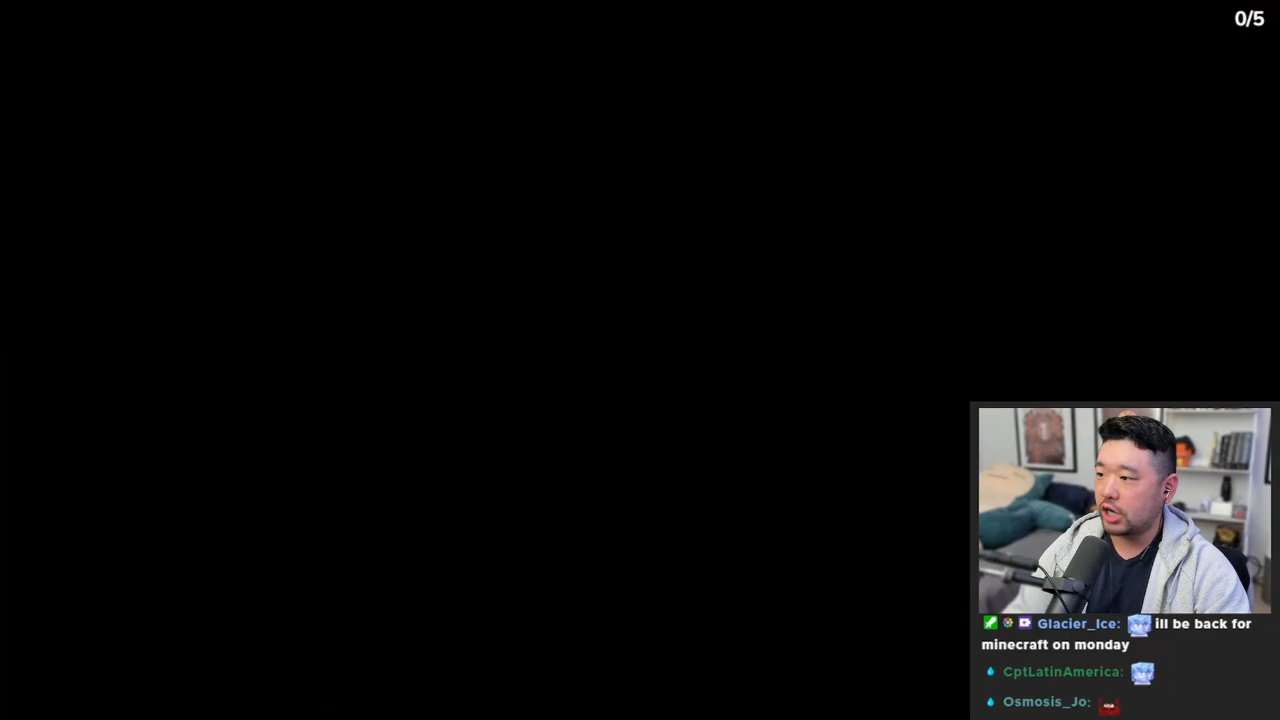 0/5
Glacier_Ice: ill be back for
minecraft on monday
CptLatinAmerica:
Osmosis_Jo: